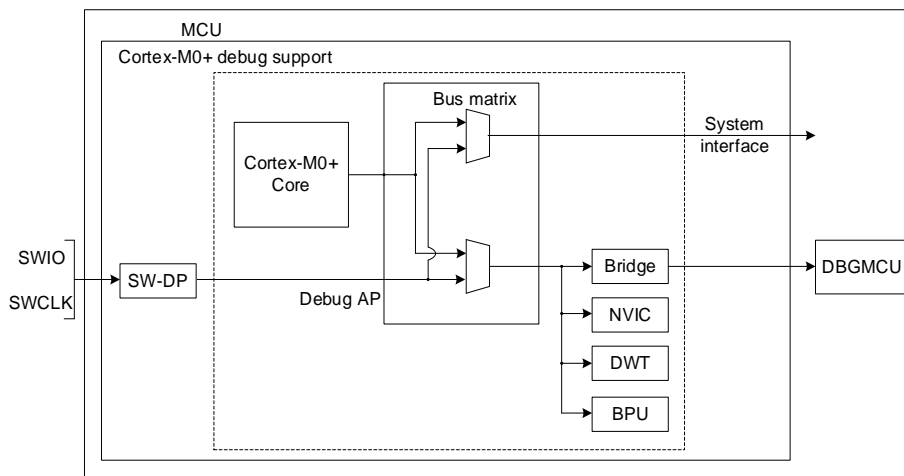 MCU
Cortex-M0+ debug support
Bus matrix
System
interface
Cortex-M0+
Core
SWIO
SWCLK
SW-DP
Debug AP
Bridge
DBGMCU
NVIC
DWT
BPU